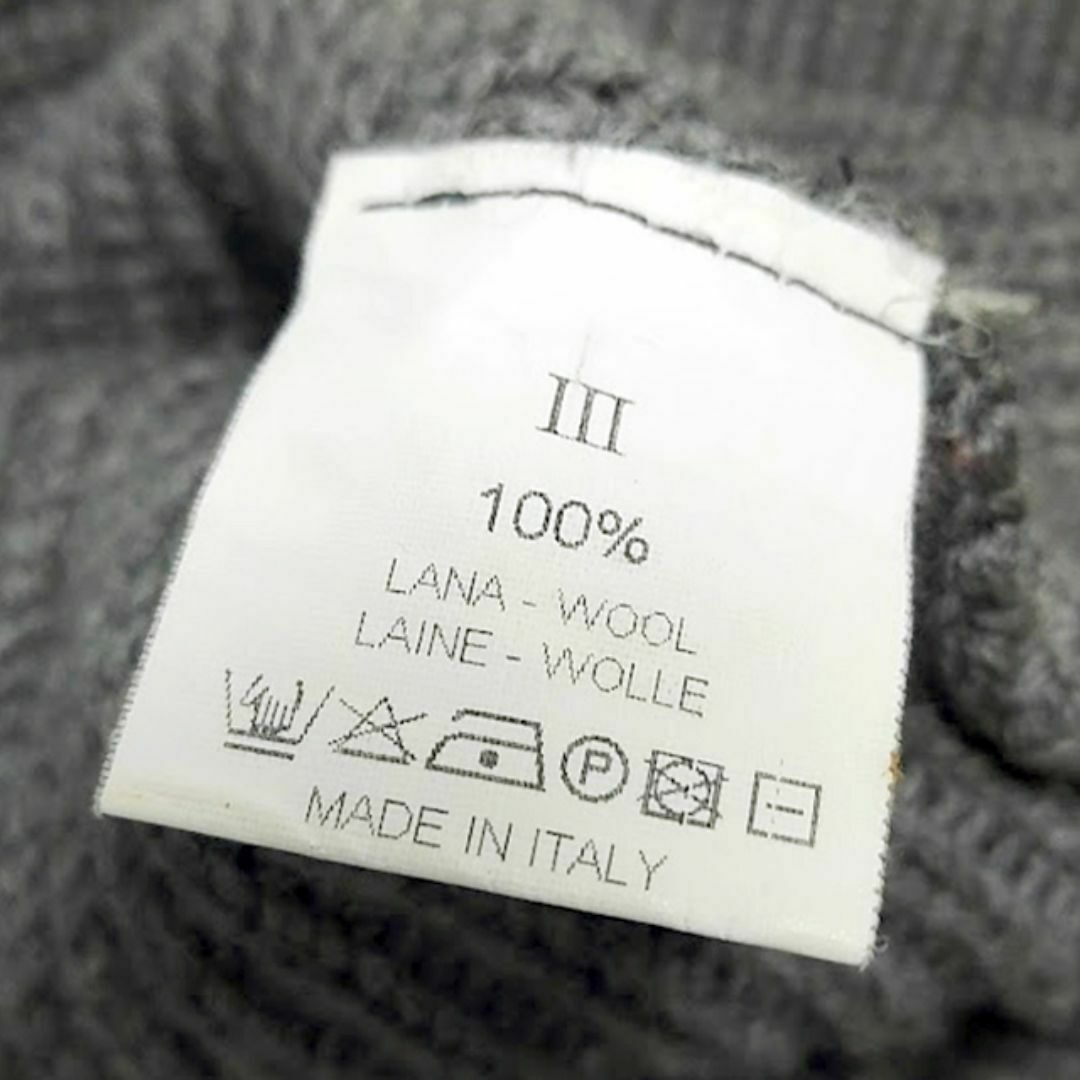 III
100%
LANA - WOOL
LAINE - WOLLE
P
MADE IN ITALY